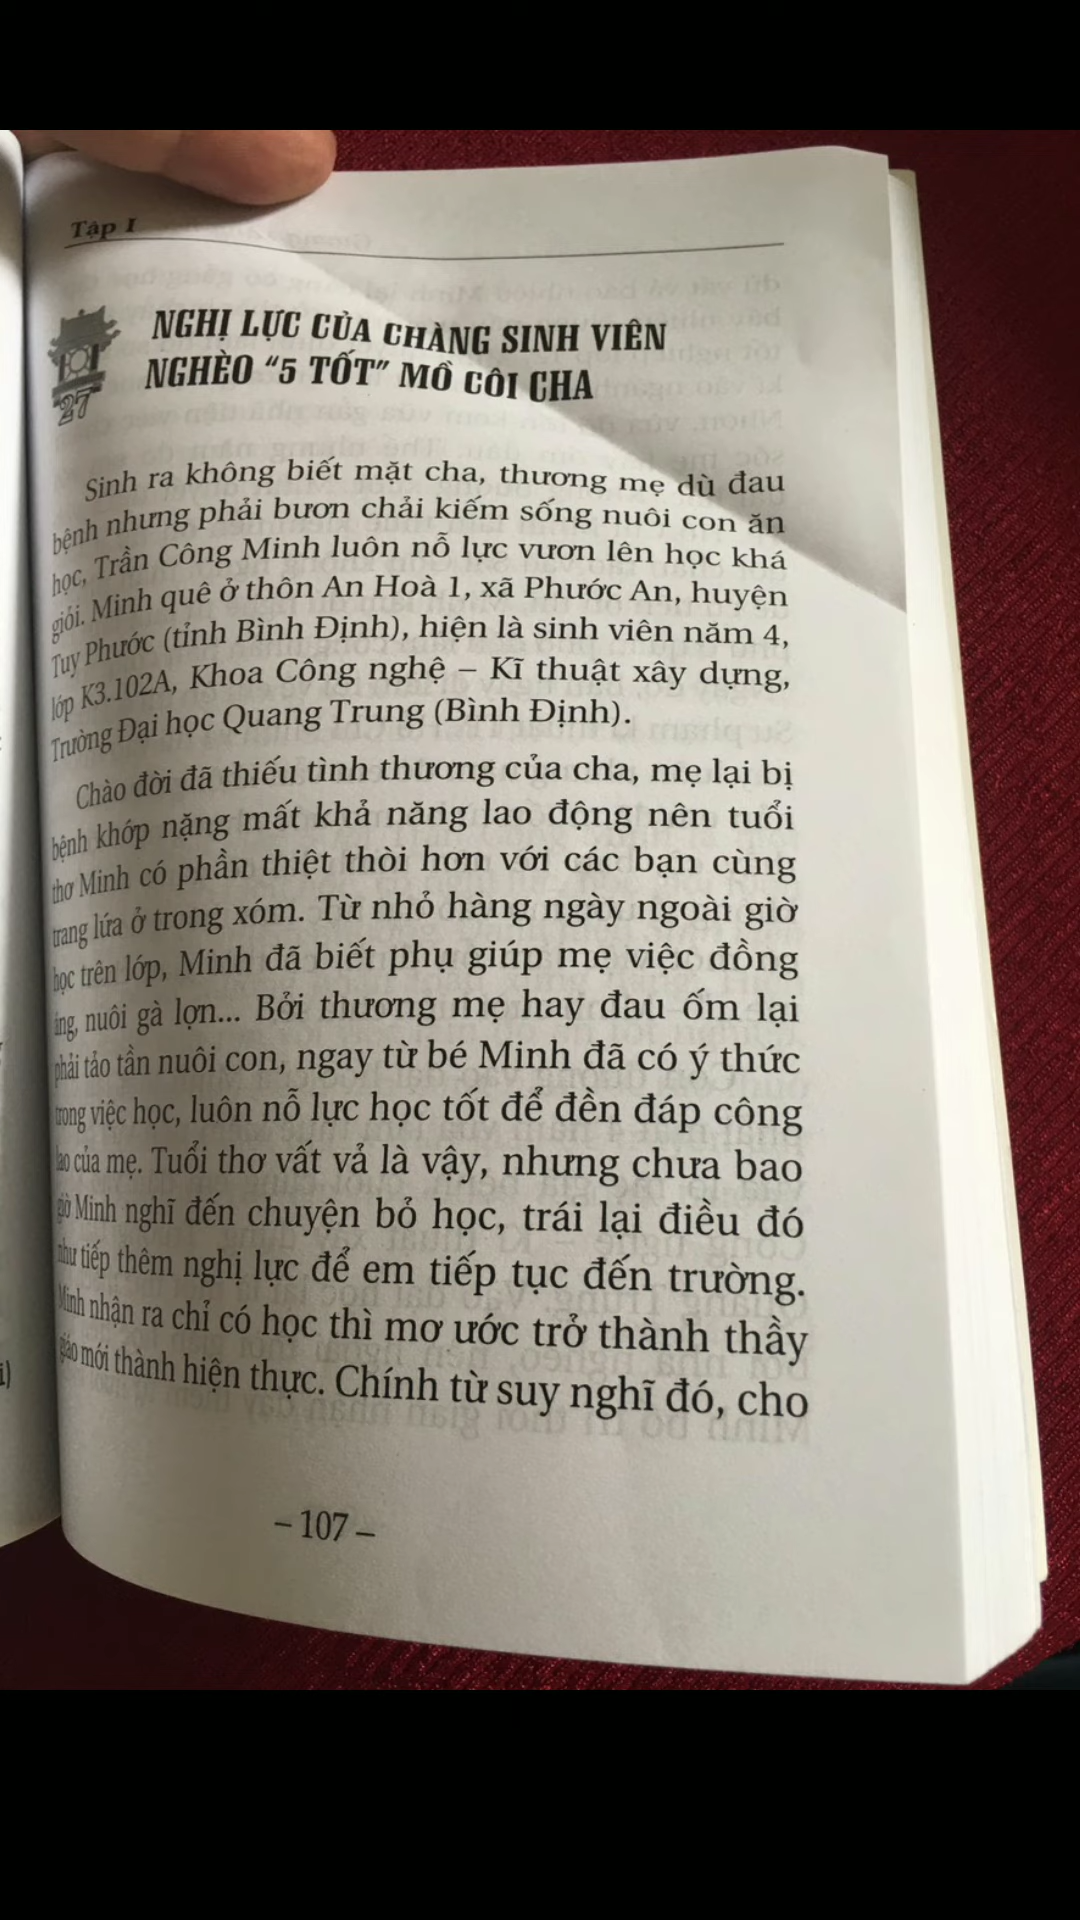 Tập I
27
NGHỊ LỰC CỦA CHÀNG SINH VIÊN
NGHÈO “5 TỐT” MỒ CÔI CHA
Sinh ra không biết mặt cha, thương mẹ dù đau
bệnh nhưng phải bươn chải kiếm sống nuôi con ăn
học, Trần Công Minh luôn nỗ lực vươn lên học khá
giỏi. Minh quê ở thôn An Hoà 1, xã Phước An, huyện
Tuy Phước (tỉnh Bình Định), hiện là sinh viên năm 4,
lớp K3.102A, Khoa Công nghệ – Kĩ thuật xây dựng,
Trường Đại học Quang Trung (Bình Định).
Chào đời đã thiếu tình thương của cha, mẹ lại bị
bệnh khớp nặng mất khả năng lao động nên tuổi
thơ Minh có phần thiệt thòi hơn với các bạn cùng
trang lứa ở trong xóm. Từ nhỏ hàng ngày ngoài giờ
học trên lớp, Minh đã biết phụ giúp mẹ việc đồng
áng, nuôi gà lợn... Bởi thương mẹ hay đau ốm lại
phải tảo tần nuôi con, ngay từ bé Minh đã có ý thức
trong việc học, luôn nỗ lực học tốt để đền đáp công
lao của mẹ. Tuổi thơ vất vả là vậy, nhưng chưa bao
giờ Minh nghĩ đến chuyện bỏ học, trái lại điều đó
như tiếp thêm nghị lực để em tiếp tục đến trường.
Minh nhận ra chỉ có học thì mơ ước trở thành thầy
giáo mới thành hiện thực. Chính từ suy nghĩ đó, cho
– 107 –